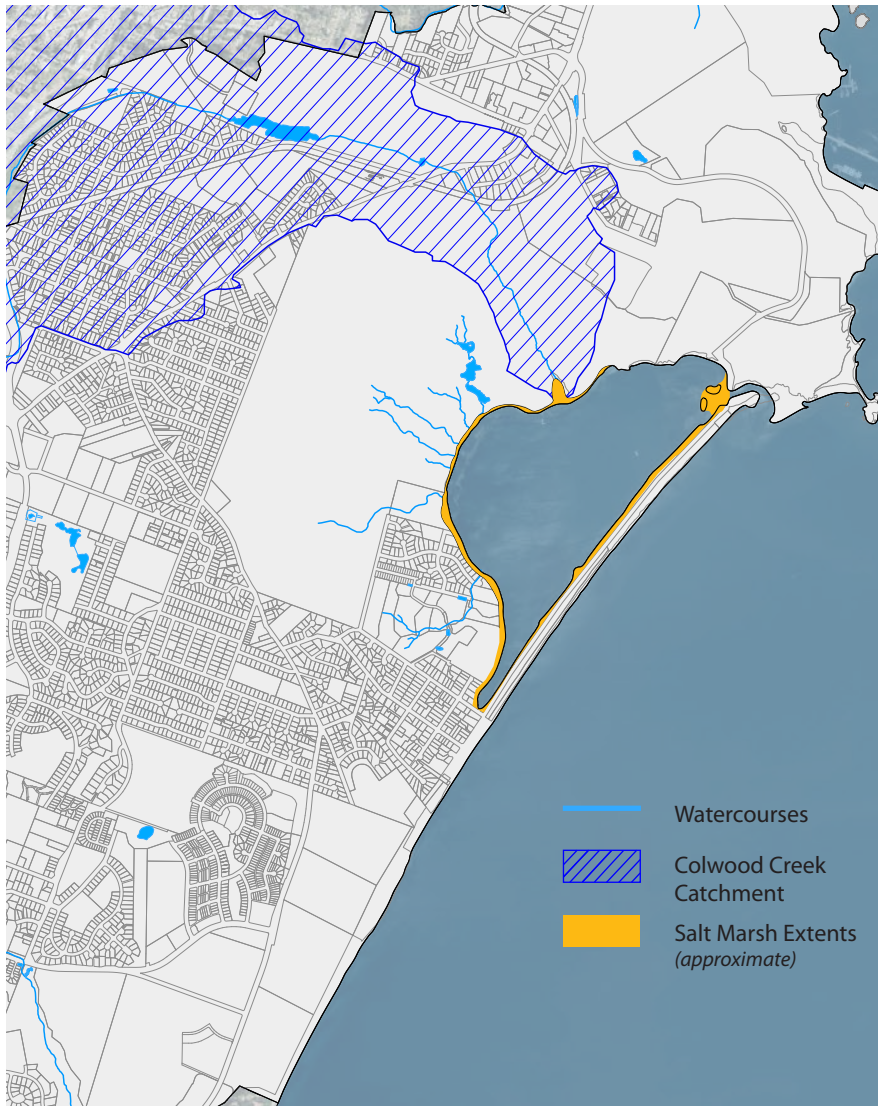 Watercourses
Colwood Creek
Catchment
Salt Marsh Extents
(approximate)